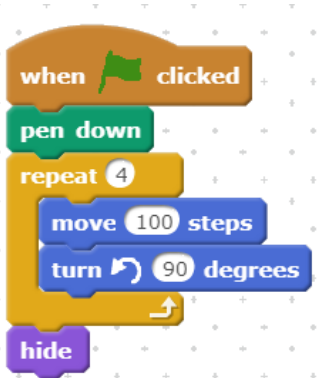 when clicked
pen down
repeat 4
move 100 steps
turn 90 degrees
hide